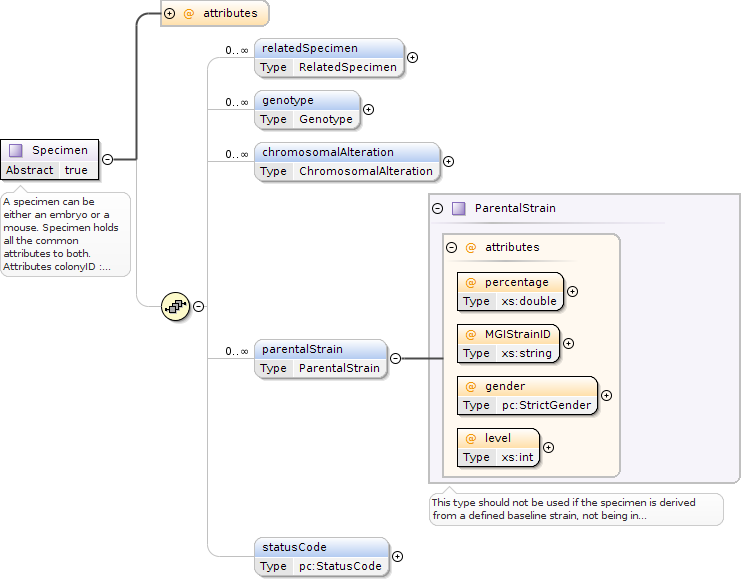 @ attributes
0..∞ relatedSpecimen
Type RelatedSpecimen
0..∞ genotype
Type Genotype
Specimen
Abstract true
0..∞ chromosomalAlteration
Type ChromosomalAlteration
A specimen can be
either an embryo or a
mouse. Specimen holds
all the common
attributes to both.
Attributes colonyID :...
ParentalStrain
@ attributes
@ percentage
Type xs:double
@ MGIStrainID
Type xs:string
0..∞ parentalStrain
Type ParentalStrain
@ gender
Type pc:StrictGender
@ level
Type xs:int
This type should not be used if the specimen is derived
from a defined baseline strain, not being in...
statusCode
Type pc:StatusCode